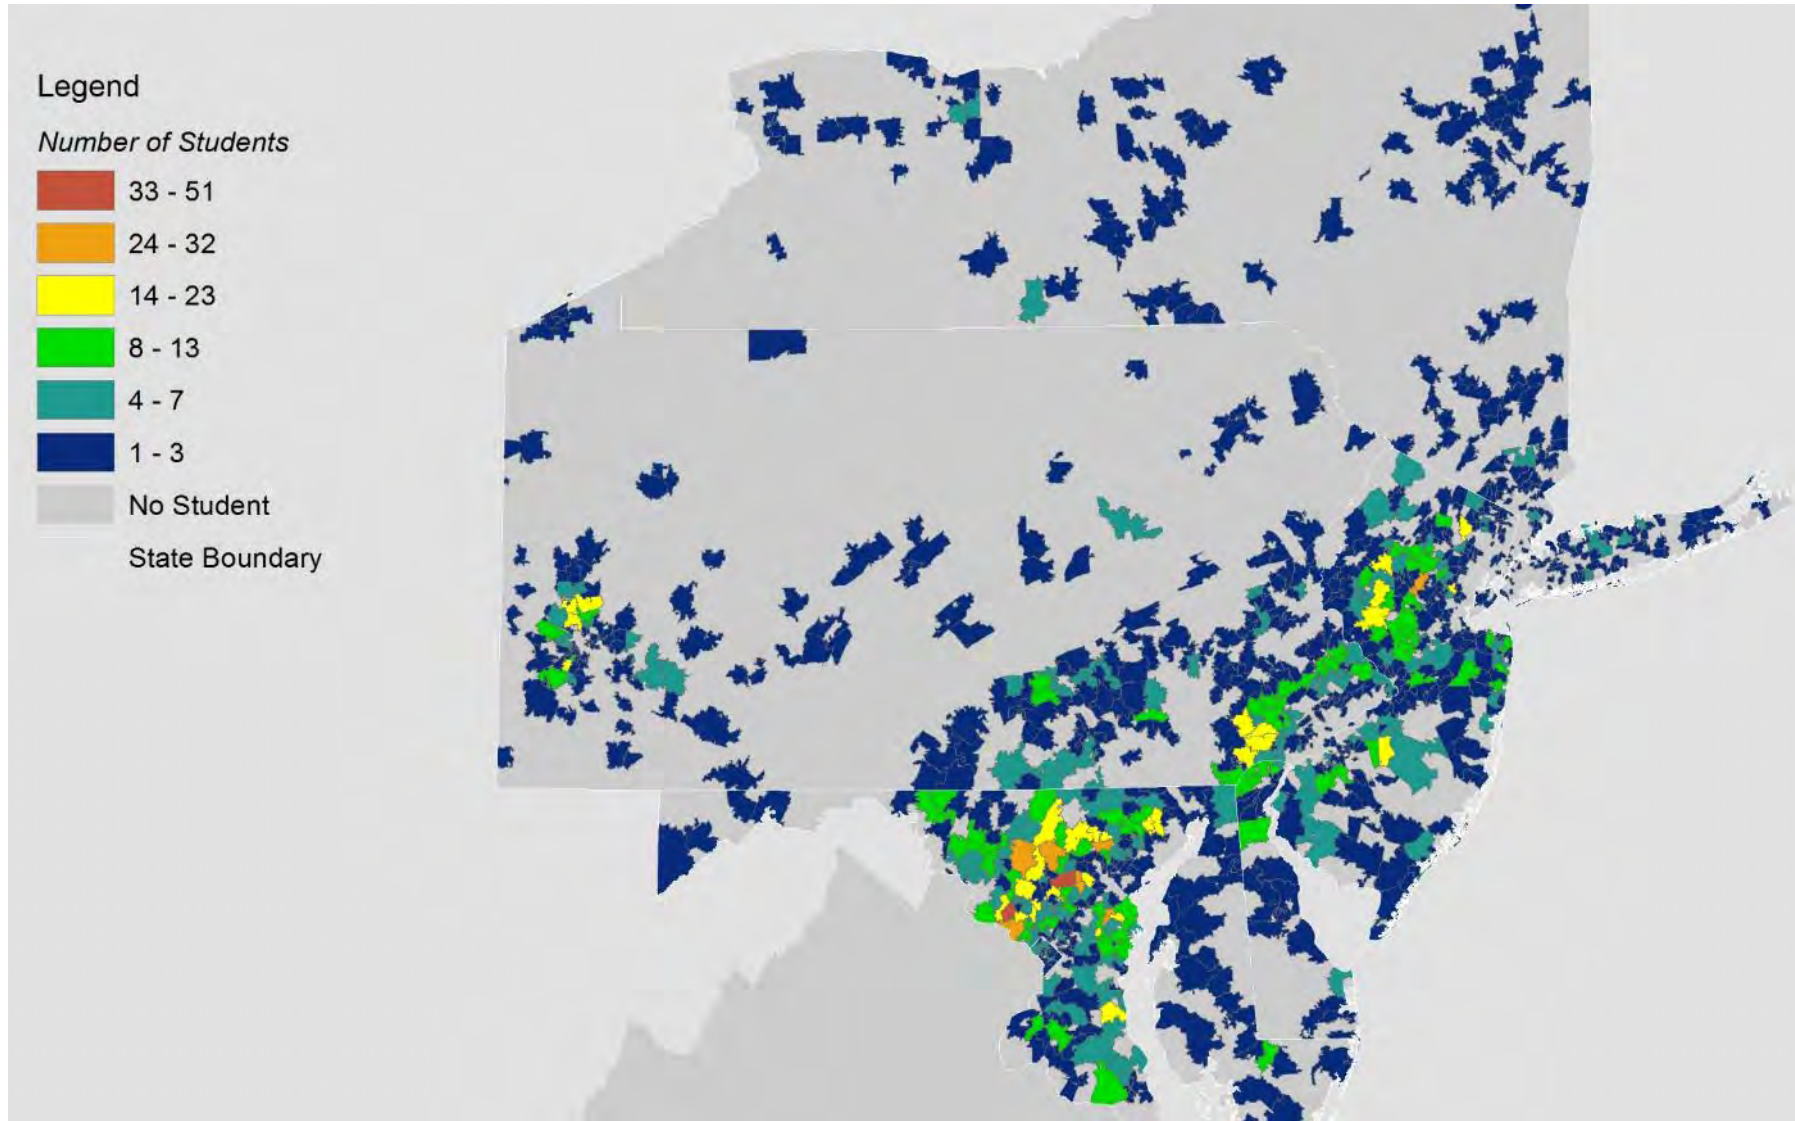 Legend
Number of Students
33 - 51
24 - 32
14 - 23
8 - 13
4 - 7
1 - 3
No Student
State Boundary